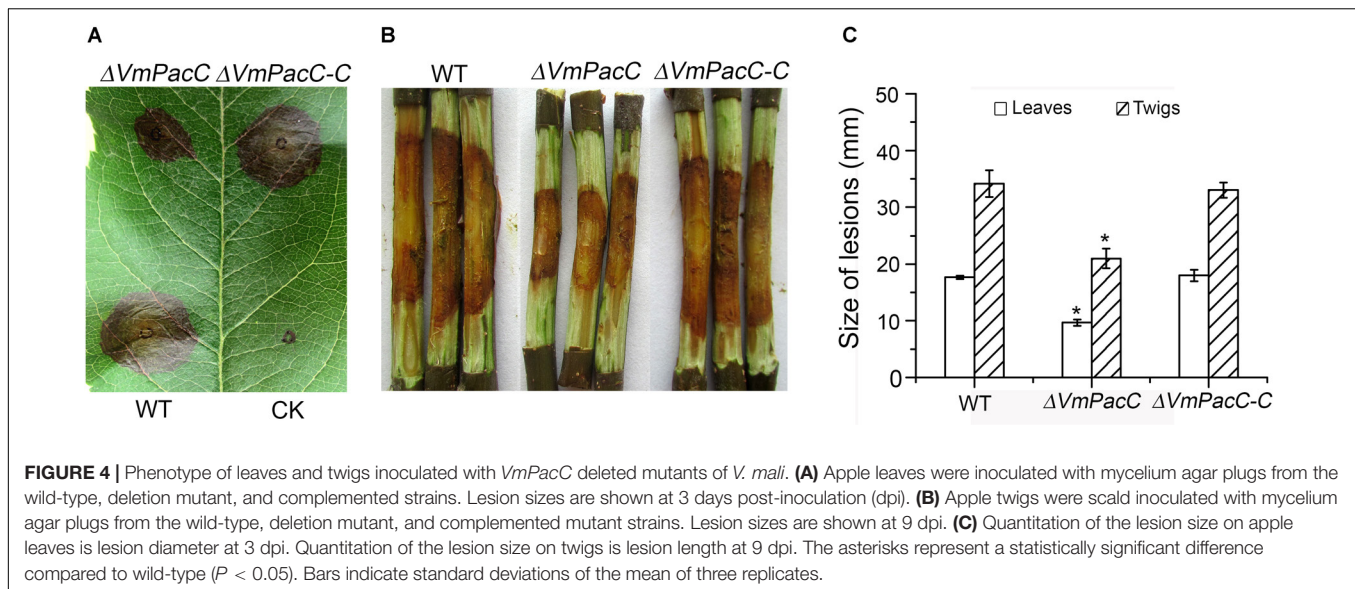 A
B
C
ΔVmPacC ΔVmPacC-C
WT
CK
WT
ΔVmPacC
ΔVmPacC-C
50
40
30
20
10
0
Size of lesions (mm)
Leaves
Twigs
*
*
WT
ΔVmPacC
ΔVmPacC-C
FIGURE 4 | Phenotype of leaves and twigs inoculated with VmPacC deleted mutants of V. mali. (A) Apple leaves were inoculated with mycelium agar plugs from the
wild-type, deletion mutant, and complemented strains. Lesion sizes are shown at 3 days post-inoculation (dpi). (B) Apple twigs were scald inoculated with mycelium
agar plugs from the wild-type, deletion mutant, and complemented mutant strains. Lesion sizes are shown at 9 dpi. (C) Quantitation of the lesion size on apple
leaves is lesion diameter at 3 dpi. Quantitation of the lesion size on twigs is lesion length at 9 dpi. The asterisks represent a statistically significant difference
compared to wild-type (P < 0.05). Bars indicate standard deviations of the mean of three replicates.